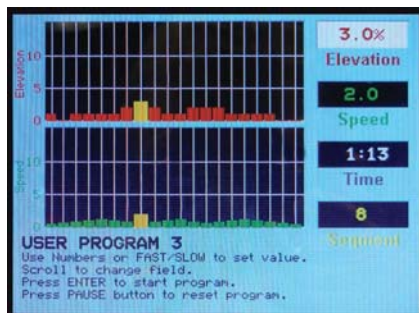 3.0%
Elevation
10
5
0
Elevation
2.0
Speed
10
5
0
Speed
1:13
Time
8
Segment
USER PROGRAM 3
Use Numbers or FAST/SLOW to set value.
Scroll to change field.
Press ENTER to start program.
Press PAUSE button to reset program.